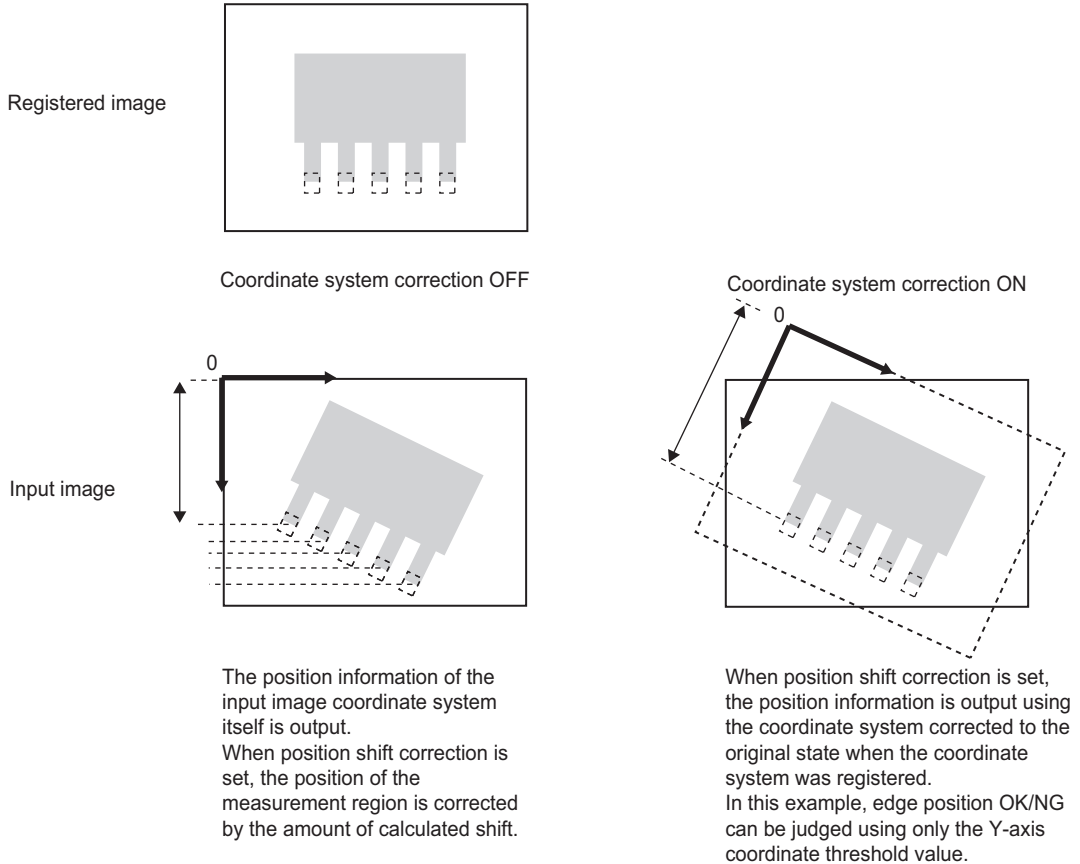 Registered image
Coordinate system correction OFF
Coordinate system correction ON
0
0
Input image
The position information of the
input image coordinate system
itself is output.
When position shift correction is
set, the position of the
measurement region is corrected
by the amount of calculated shift.
When position shift correction is set,
the position information is output using
the coordinate system corrected to the
original state when the coordinate
system was registered.
In this example, edge position OK/NG
can be judged using only the Y-axis
coordinate threshold value.